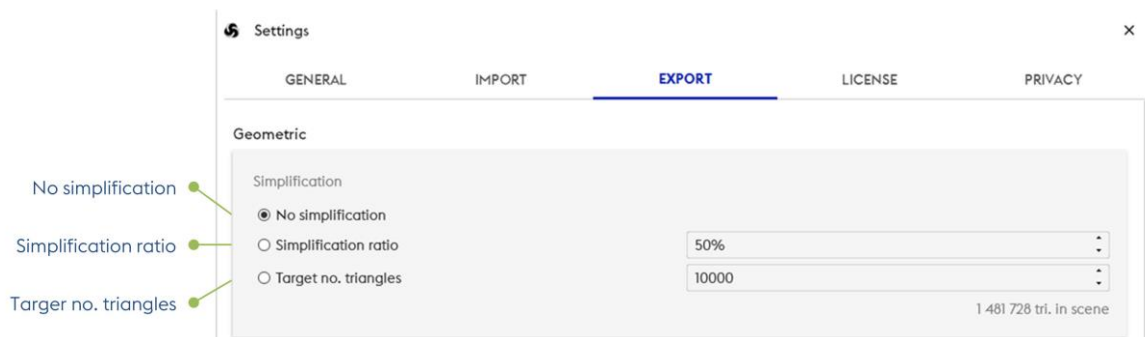 Settings
×
GENERAL IMPORT EXPORT LICENSE PRIVACY
Geometric
Simplification
No simplification
No simplification
Simplification ratio
Simplification ratio 50%
Targer no. triangles
Target no. triangles 10000
1 481 728 tri. in scene